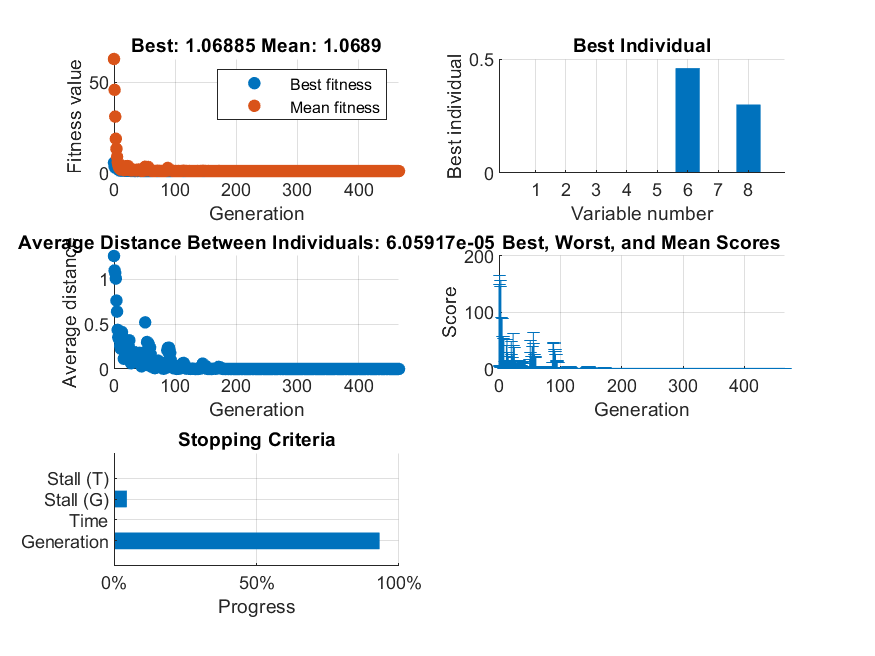 Best: 1.06885 Mean: 1.0689
Fitness value
50
0
Best fitness
Mean fitness
0 100 200 300 400
Generation
Best Individual
Best individual
0.5
0
1 2 3 4 5 6 7 8
Variable number
Average Distance Between Individuals: 6.05917e-05
Average distance
1
0.5
0
0 100 200 300 400
Generation
Best, Worst, and Mean Scores
Score
200
100
0
0 100 200 300 400
Generation
Stopping Criteria
Stall (T)
Stall (G)
Time
Generation
0% 50% 100%
Progress